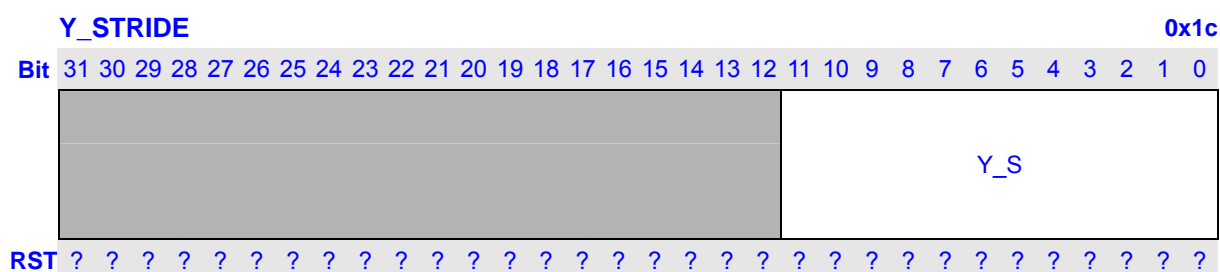 Y_STRIDE 0x1c
Bit 31 30 29 28 27 26 25 24 23 22 21 20 19 18 17 16 15 14 13 12 11 10 9 8 7 6 5 4 3 2 1 0
Y_S
RST ? ? ? ? ? ? ? ? ? ? ? ? ? ? ? ? ? ? ? ? ? ? ? ? ? ? ? ? ? ? ? ?